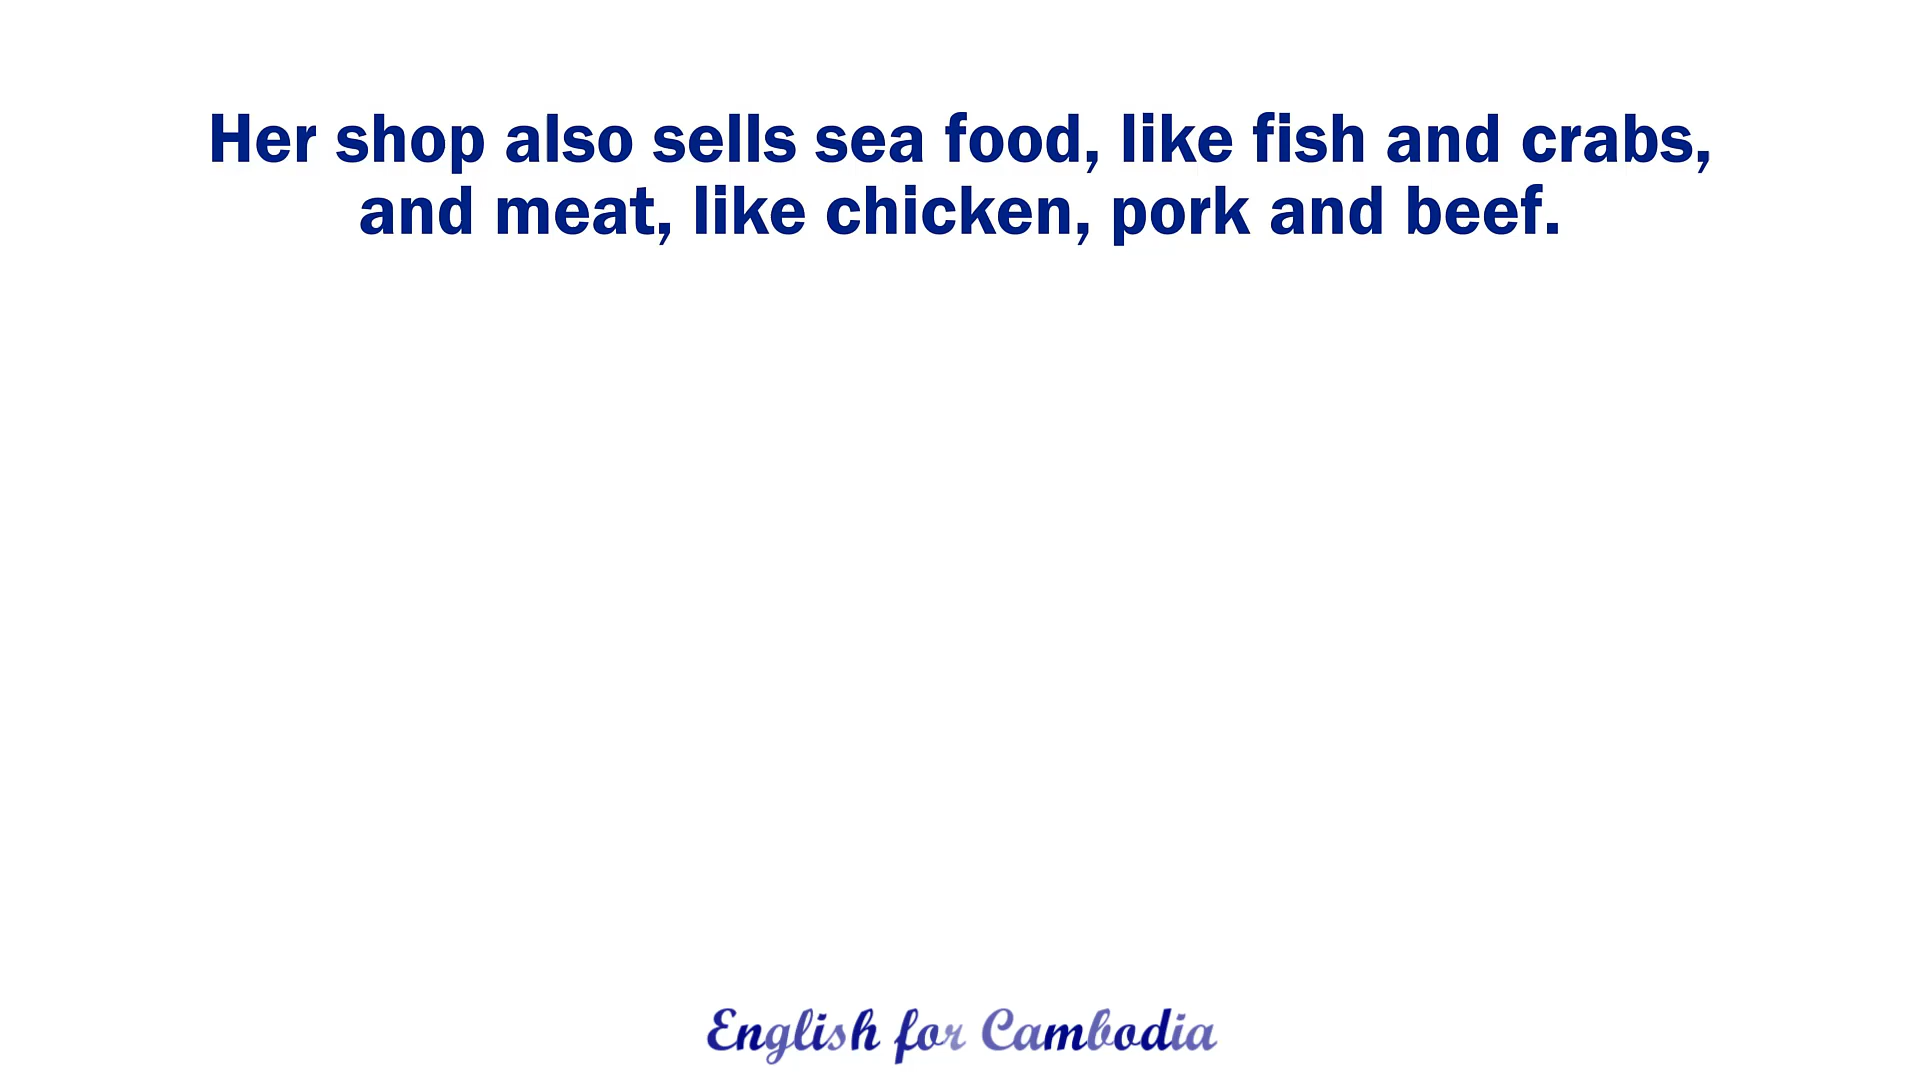 Her shop also sells sea food, like fish and crabs,
and meat, like chicken, pork and beef.
English for Cambodia